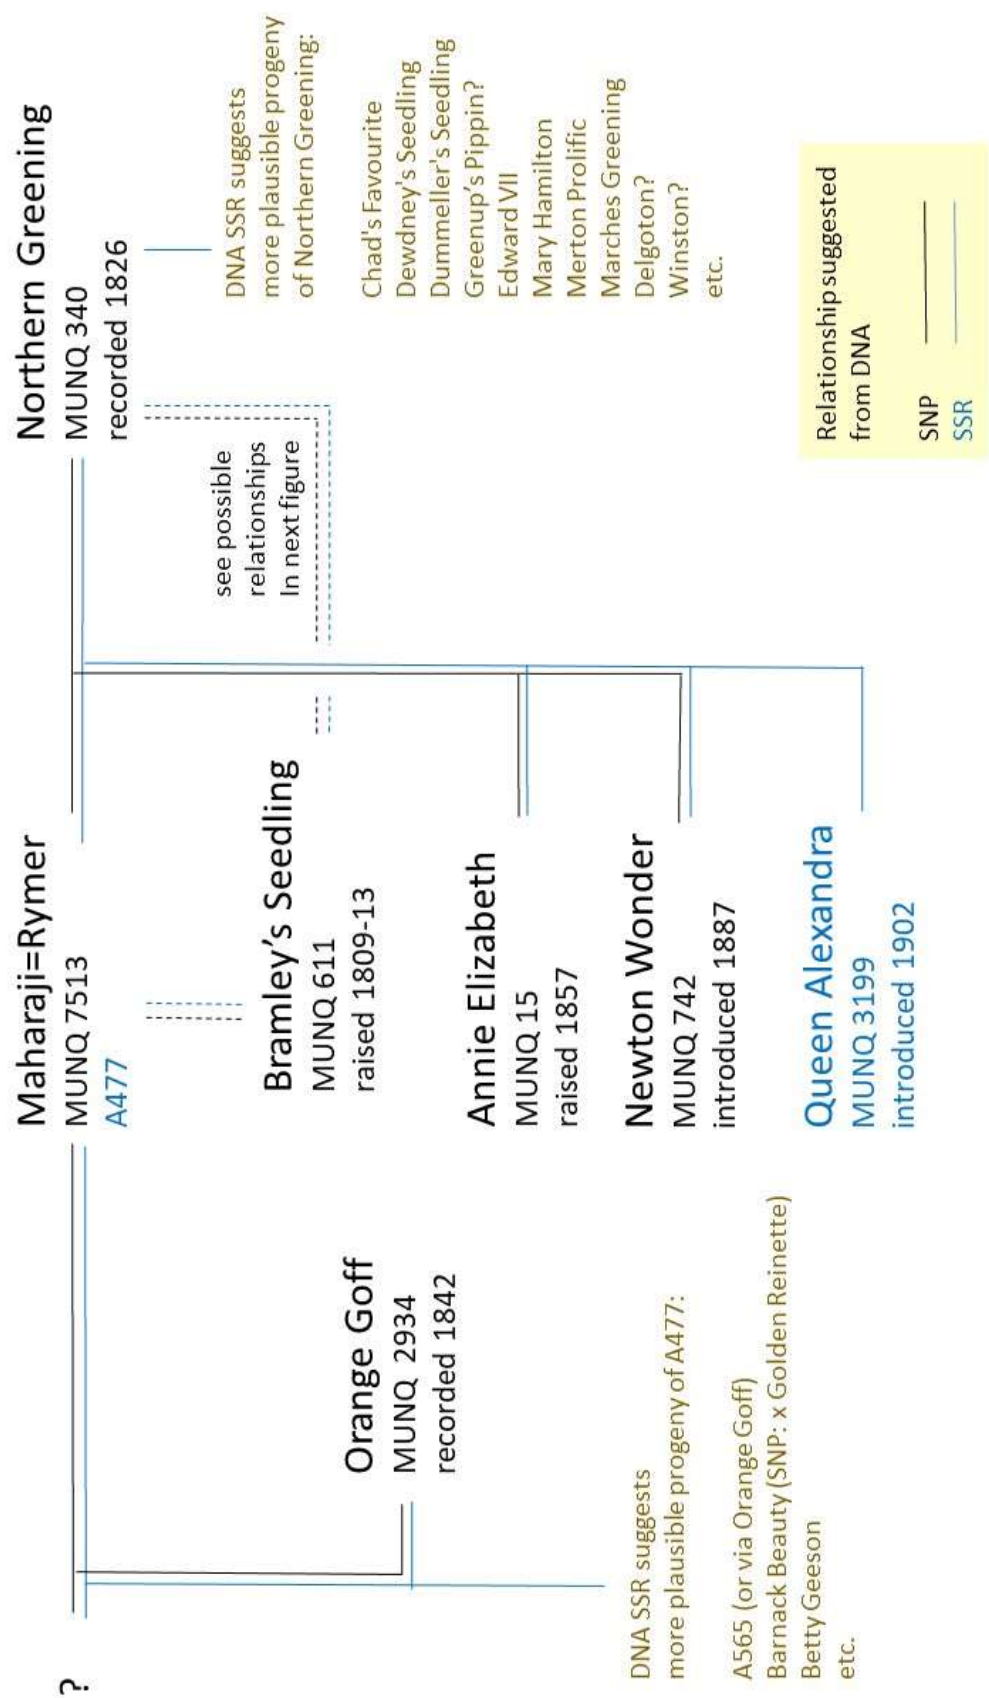 ?
Maharaji=Rymer
MUNQ 7513
A477
Northern Greening
MUNQ 340
recorded 1826
see possible
relationships
In next figure
DNA SSR suggests
more plausible progeny
of Northern Greening:
Chad's Favourite
Dewdney's Seedling
Dummeller's Seedling
Greenup's Pippin?
Edward VII
Mary Hamilton
Merton Prolific
Marches Greening
Delgoton?
Winston?
etc.
Bramley's Seedling
MUNQ 611
raised 1809-13
Orange Goff
MUNQ 2934
recorded 1842
Annie Elizabeth
MUNQ 15
raised 1857
Newton Wonder
MUNQ 742
introduced 1887
Queen Alexandra
MUNQ 3199
introduced 1902
DNA SSR suggests
more plausible progeny of A477:
A565 (or via Orange Goff)
Barnack Beauty (SNP: x Golden Reinette)
Betty Geeson
etc.
Relationship suggested
from DNA
SNP
SSR